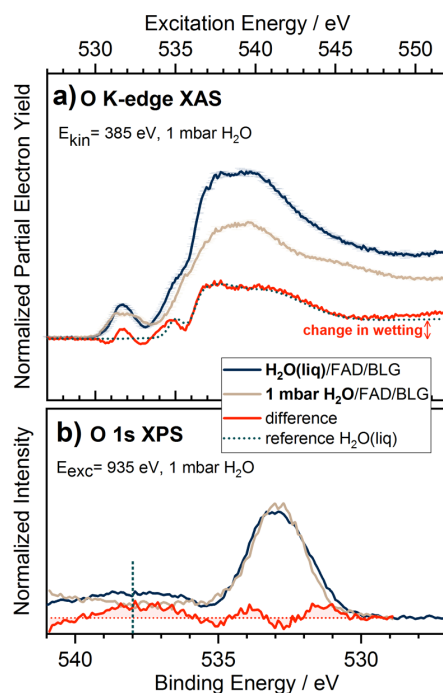 Excitation Energy / eV
530 535 540 545 550
a) O K-edge XAS
Ekin= 385 eV, 1 mbar H2O
Normalized Partial Electron Yield
change in wetting
H2O(liq)/FAD/BLG
1 mbar H2O/FAD/BLG
difference
reference H2O(liq)
b) O 1s XPS
Eexc= 935 eV, 1 mbar H2O
Normalized Intensity
540 535 530
Binding Energy / eV